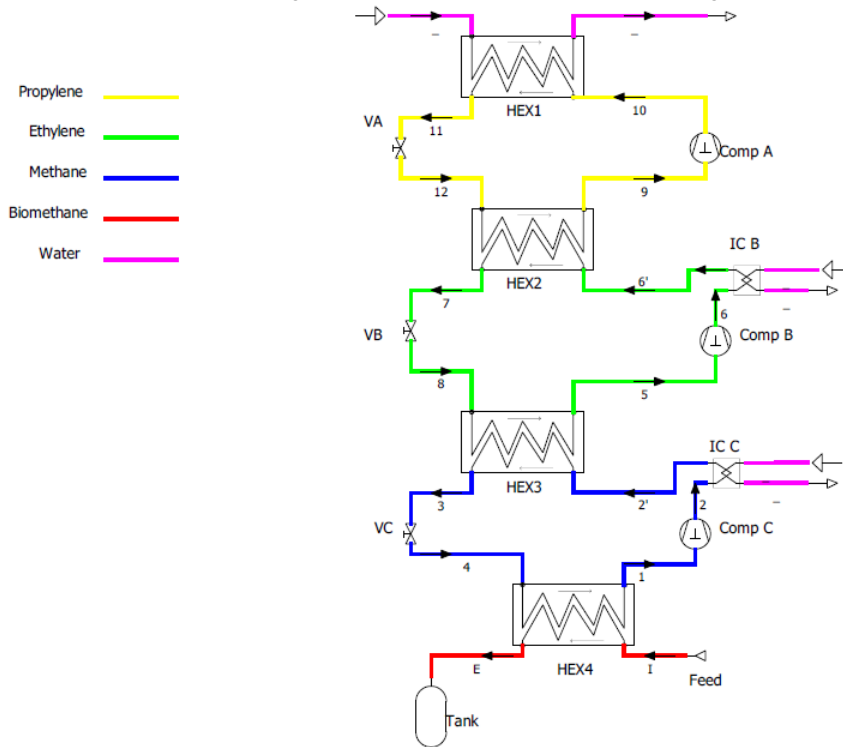 Propylene
Ethylene
Methane
Biomethane
Water
HEX1
VA
11
10
Comp A
12
9
HEX2
IC B
7
6'
6
VB
Comp B
8
5
HEX3
IC C
3
2'
2
VC
Comp C
4
1
E
HEX4
I
Feed
Tank